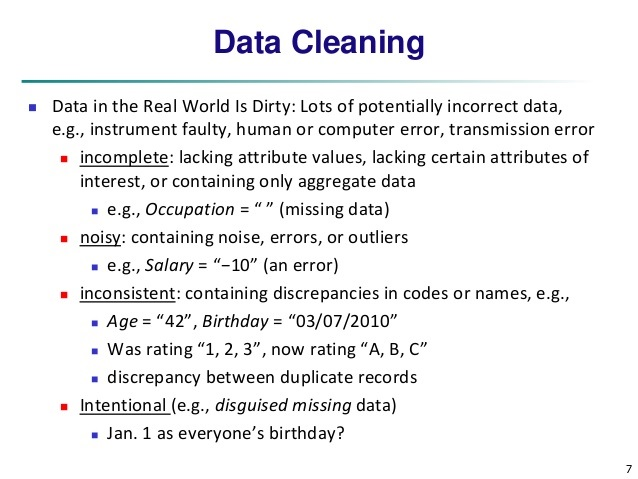 Data Cleaning
Data in the Real World Is Dirty: Lots of potentially incorrect data,
e.g., instrument faulty, human or computer error, transmission error
incomplete: lacking attribute values, lacking certain attributes of
interest, or containing only aggregate data
e.g., Occupation = “ ” (missing data)
noisy: containing noise, errors, or outliers
e.g., Salary = “−10” (an error)
inconsistent: containing discrepancies in codes or names, e.g.,
Age = “42”, Birthday = “03/07/2010”
Was rating “1, 2, 3”, now rating “A, B, C”
discrepancy between duplicate records
Intentional (e.g., disguised missing data)
Jan. 1 as everyone’s birthday?
7